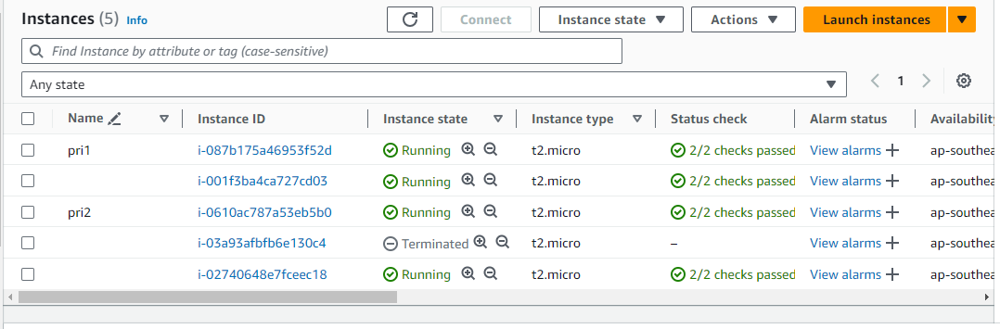 Instances (5) Info Connect Instance state Actions Launch instances
Find Instance by attribute or tag (case-sensitive)
Any state 1
Name Instance ID Instance state Instance type Status check Alarm status Availability
pri1 i-087b175a46953f52d Running t2.micro 2/2 checks passed View alarms ap-southea
i-001f3ba4ca727cd03 Running t2.micro 2/2 checks passed View alarms ap-southea
pri2 i-0610ac787a53eb5b0 Running t2.micro 2/2 checks passed View alarms ap-southea
i-03a93afbfb6e130c4 Terminated t2.micro – View alarms ap-southea
i-02740648e7fceec18 Running t2.micro 2/2 checks passed View alarms ap-southea